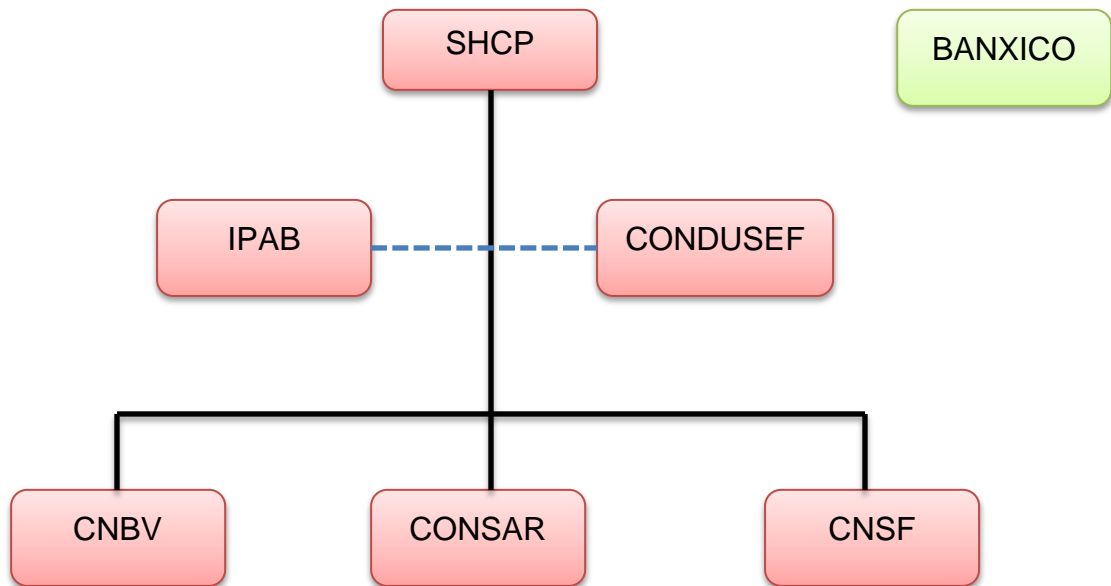 SHCP
BANXICO
IPAB
CONDUSEF
CNBV
CONSAR
CNSF